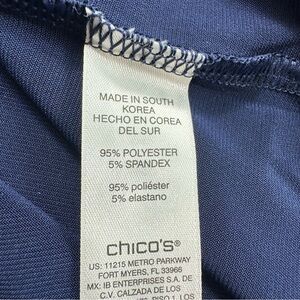 MADE IN SOUTH
KOREA
HECHO EN COREA
DEL SUR
95% POLYESTER
5% SPANDEX
95% poliéster
5% elastano
chico's®
US: 11215 METRO PARKWAY
FORT MYERS, FL 33966
MX: IB ENTERPRISES S.A. DE
C.V. CALZADA DE LOS